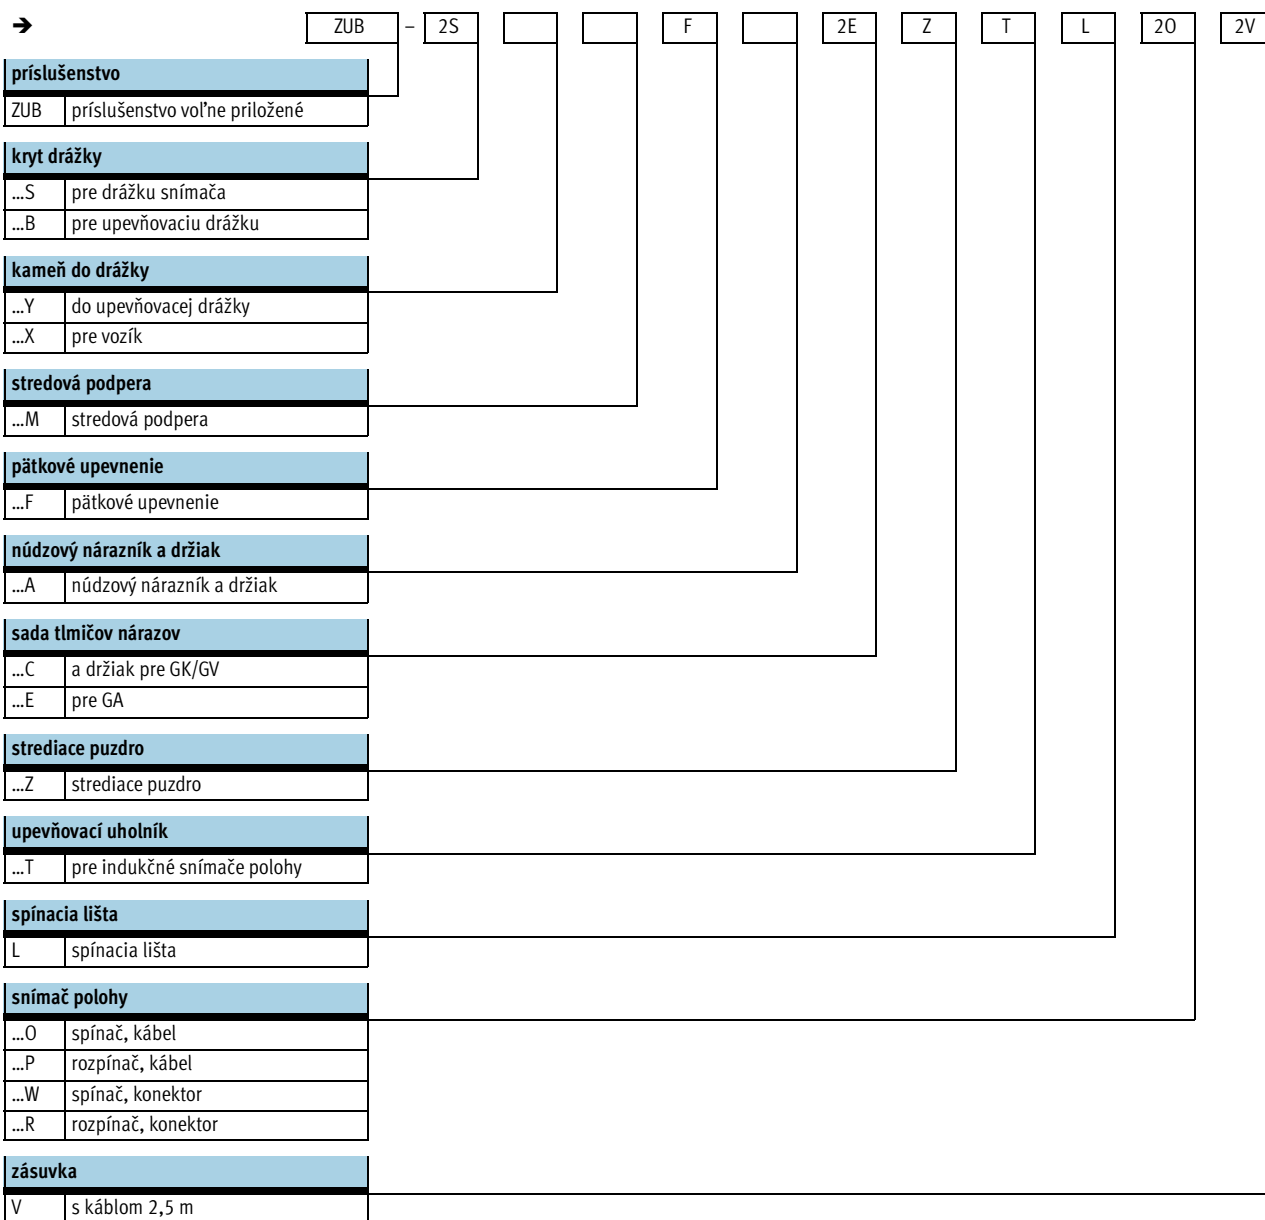 ➔ ZUB – 2S F 2E Z T L 2O 2V
príslušenstvo
ZUB príslušenstvo voľne priložené
kryt drážky
...S pre drážku snímača
...B pre upevňovaciu drážku
kameň do drážky
...Y do upevňovacej drážky
...X pre vozík
stredová podpera
...M stredová podpera
pätkové upevnenie
...F pätkové upevnenie
núdzový nárazník a držiak
...A núdzový nárazník a držiak
sada tlmičov nárazov
...C a držiak pre GK/GV
...E pre GA
strediace puzdro
...Z strediace puzdro
upevňovací uholník
...T pre indukčné snímače polohy
spínacia lišta
L spínacia lišta
snímač polohy
...O spínač, kábel
...P rozpínač, kábel
...W spínač, konektor
...R rozpínač, konektor
zásuvka
V s káblom 2,5 m